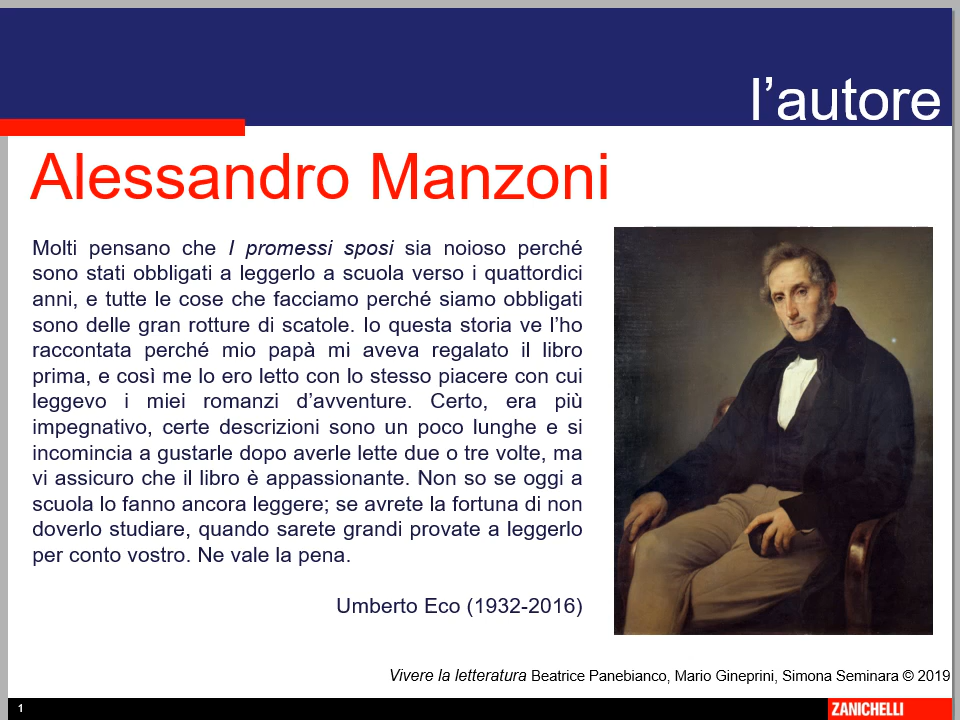 l’autore
Alessandro Manzoni
Molti pensano che I promessi sposi sia noioso perché
sono stati obbligati a leggerlo a scuola verso i quattordici
anni, e tutte le cose che facciamo perché siamo obbligati
sono delle gran rotture di scatole. Io questa storia ve l’ho
raccontata perché mio papà mi aveva regalato il libro
prima, e così me lo ero letto con lo stesso piacere con cui
leggevo i miei romanzi d’avventure. Certo, era più
impegnativo, certe descrizioni sono un poco lunghe e si
incomincia a gustarle dopo averle lette due o tre volte, ma
vi assicuro che il libro è appassionante. Non so se oggi a
scuola lo fanno ancora leggere; se avrete la fortuna di non
doverlo studiare, quando sarete grandi provate a leggerlo
per conto vostro. Ne vale la pena.
Umberto Eco (1932-2016)
Vivere la letteratura Beatrice Panebianco, Mario Gineprini, Simona Seminara © 2019
1
ZANICHELLI